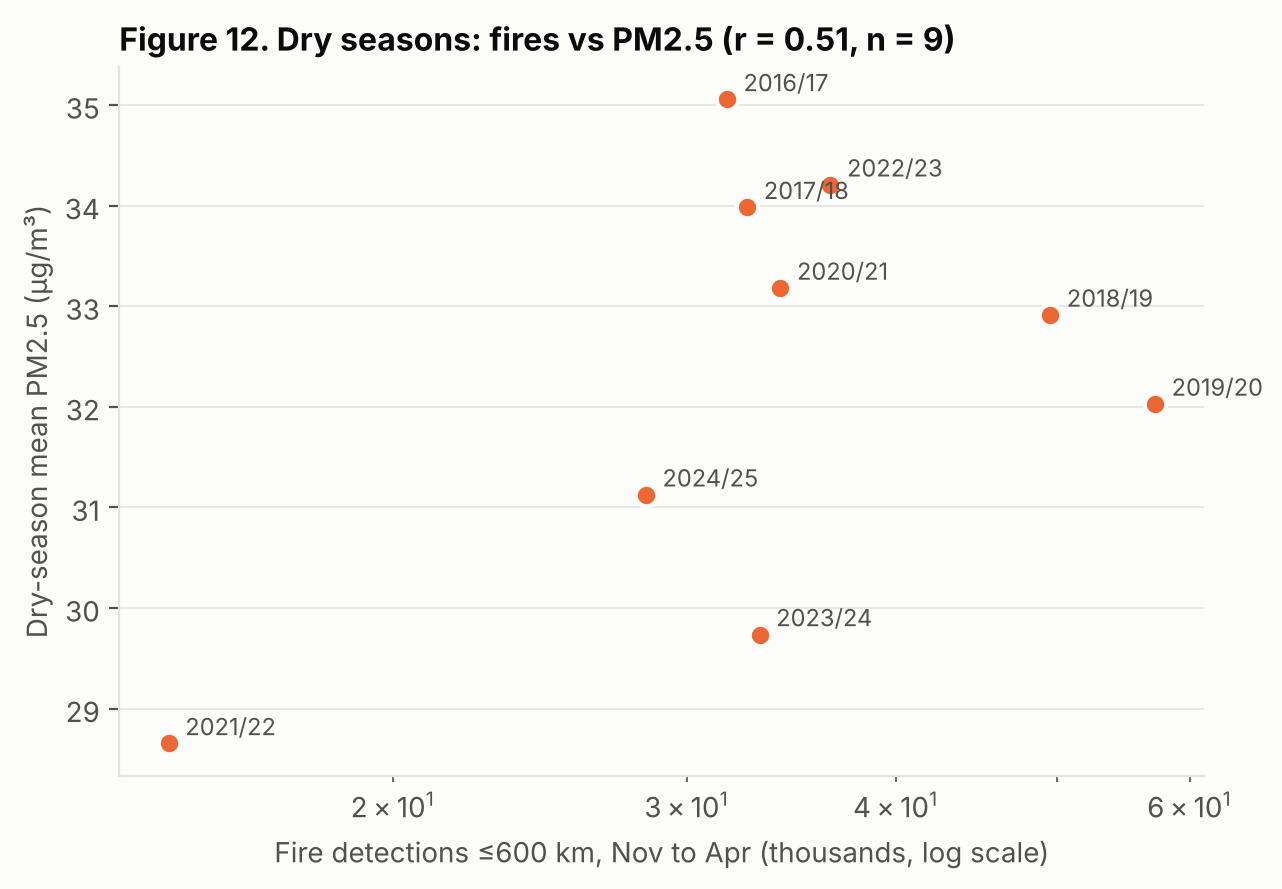 Figure 12. Dry seasons: fires vs PM2.5 (r = 0.51, n = 9)
Dry-season mean PM2.5 (µg/m³)
35
34
33
32
31
30
29
2016/17
2022/23
2017/18
2020/21
2018/19
2019/20
2024/25
2023/24
2021/22
2 × 10¹
3 × 10¹
4 × 10¹
6 × 10¹
Fire detections ≤600 km, Nov to Apr (thousands, log scale)